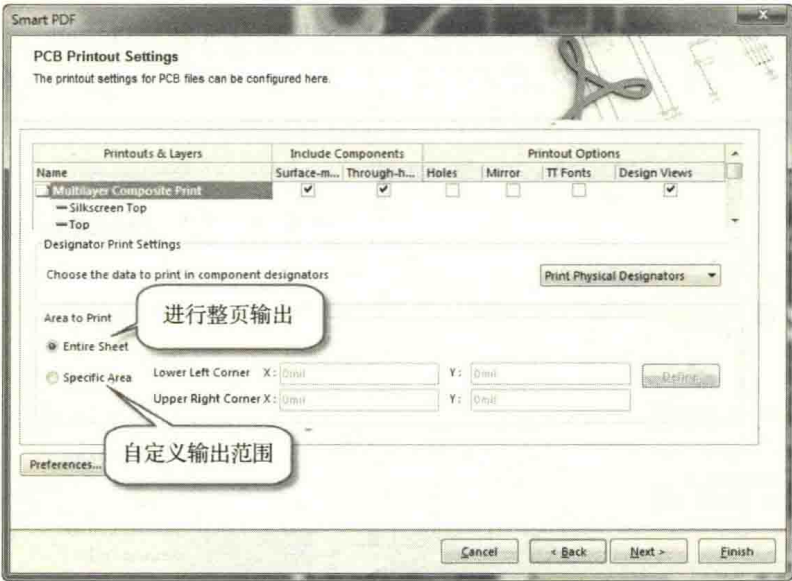 Smart PDF
PCB Printout Settings
The printout settings for PCB files can be configured here.
Printouts & Layers Include Components Printout Options
Name Surface-m... Through-h... Holes Mirror TT Fonts Design Views
Multilayer Composite Print
Silkscreen Top
Top
Designator Print Settings
Choose the data to print in component designators Print Physical Designators
Area to Print
进行整页输出
Entire Sheet
Specific Area Lower Left Corner X: 0mil Y: 0mil Define
Upper Right Corner X: 0mil Y: 0mil
自定义输出范围
Preferences...
Cancel < Back Next > Finish